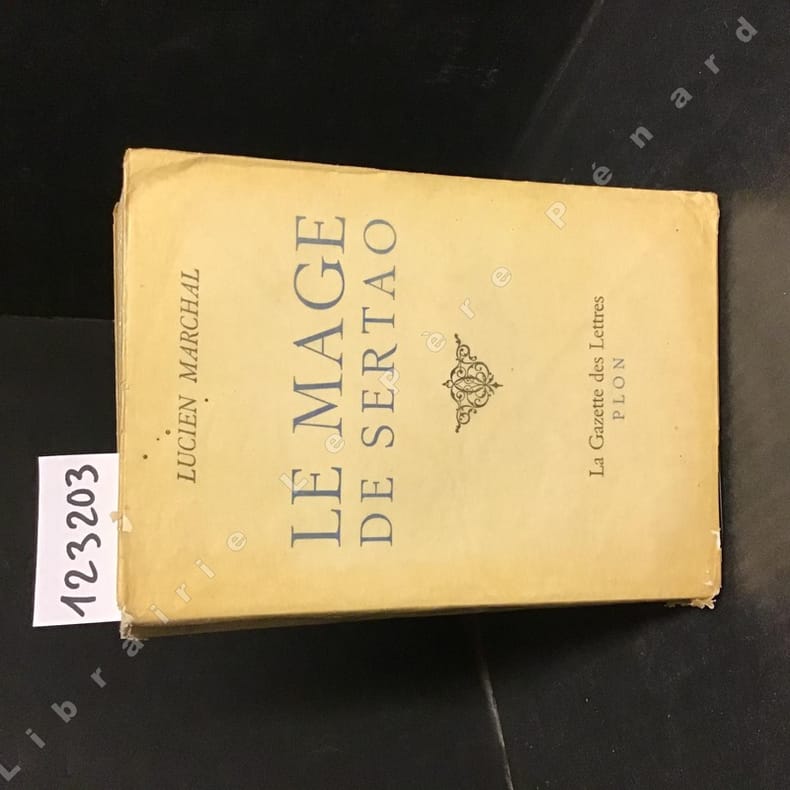 LUCIEN MARCHAL
LE MAGE
DE SERTAO
La Gazette des Lettres
PLON
123203
Librairie Le Père Pénard